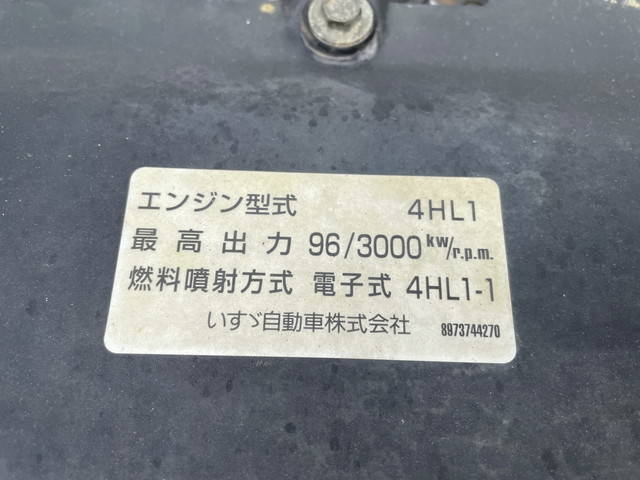 エンジン型式 4HL1
最高出力 96/3000 kw/r.p.m.
燃料噴射方式 電子式 4HL1-1
いすゞ自動車株式会社 8973744270